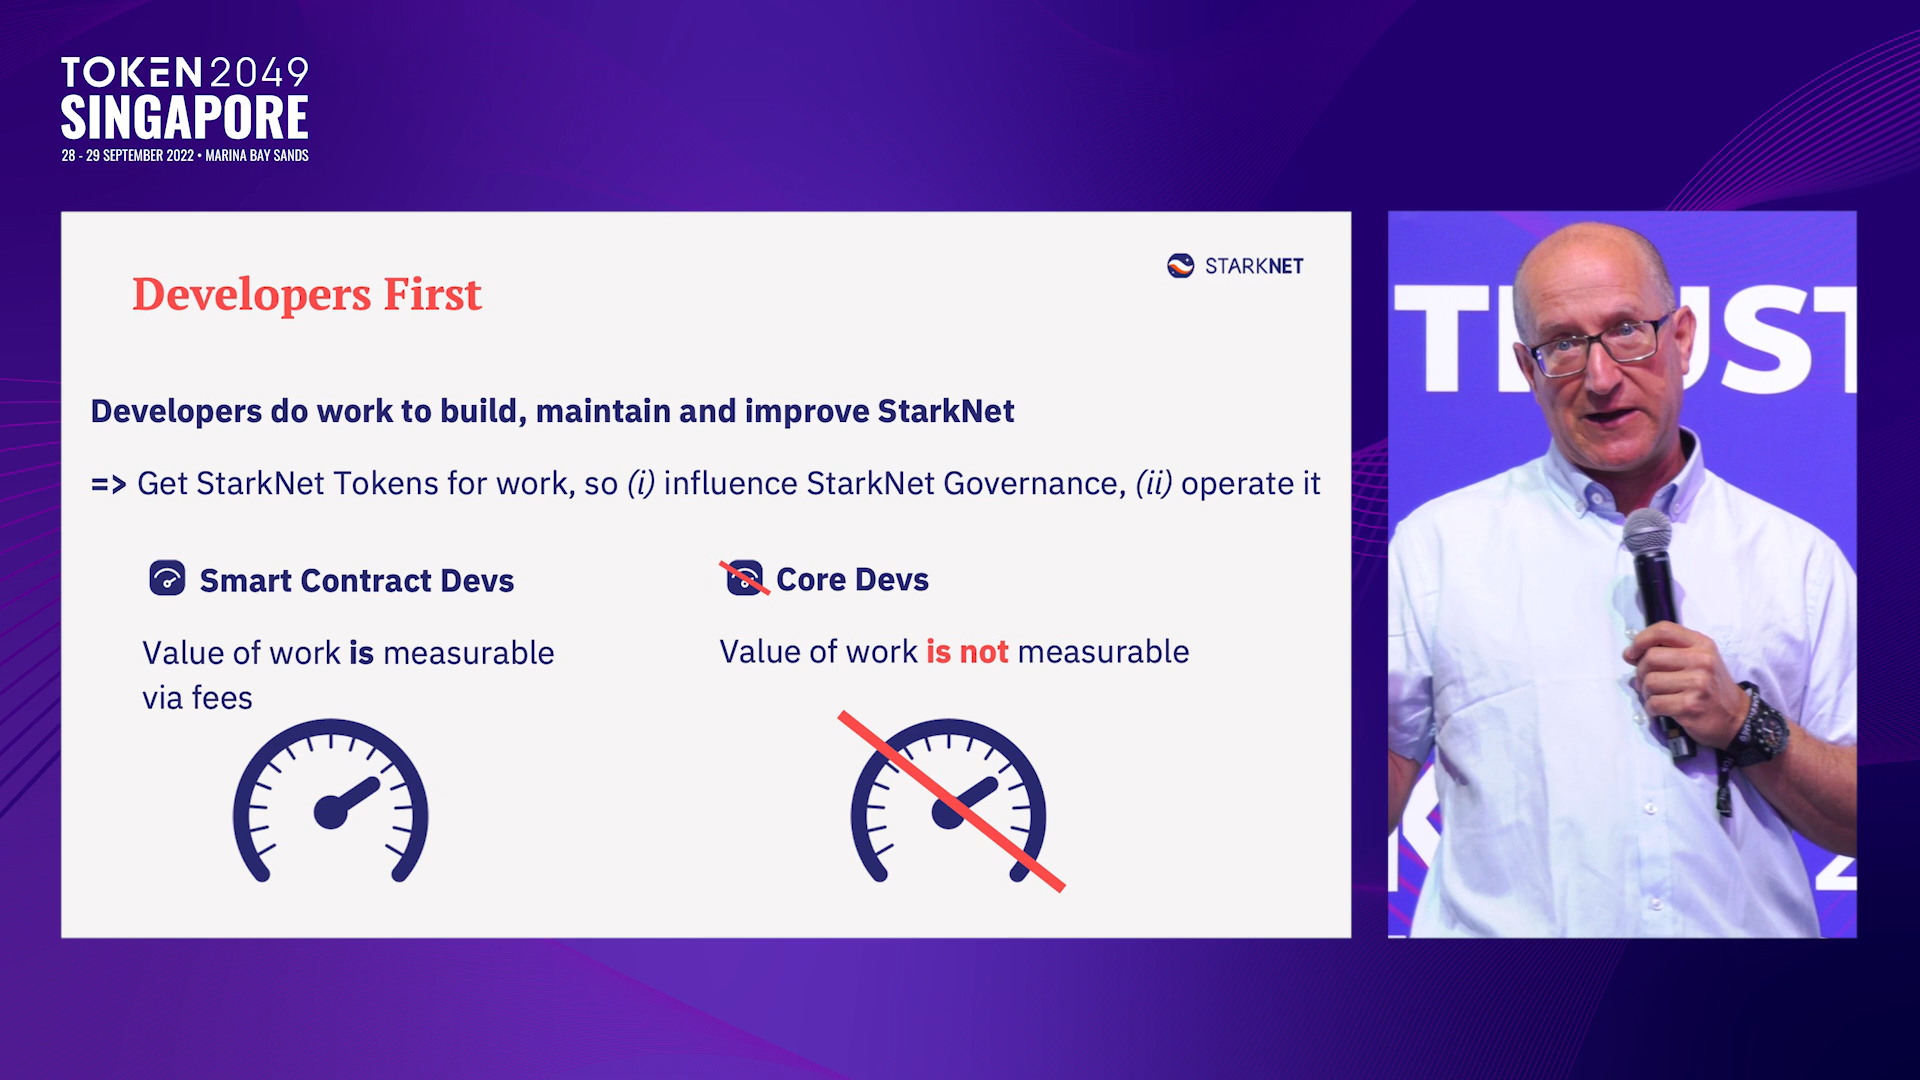 TOKEN2049
SINGAPORE
28 - 29 SEPTEMBER 2022 • MARINA BAY SANDS
STARKNET
Developers First
Developers do work to build, maintain and improve StarkNet
=> Get StarkNet Tokens for work, so (i) influence StarkNet Governance, (ii) operate it
Smart Contract Devs
Value of work is measurable
via fees
Core Devs
Value of work is not measurable